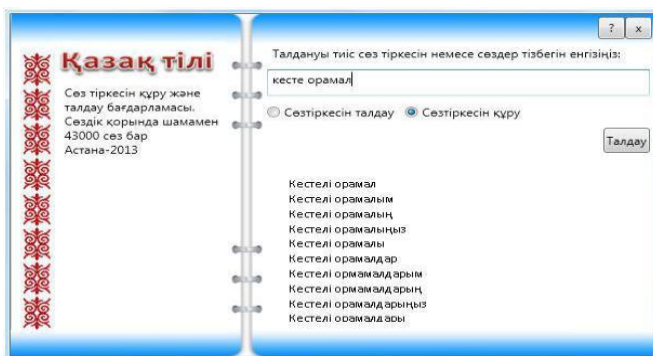 ? x
Қазақ тілі
Сөз тіркесін құру және
талдау бағдарламасы.
Сөздік қорында шамамен
43000 сөз бар
Астана-2013
Талдануы тиіс сөз тіркесін немесе сөздер тізбегін енгізіңіз:
кесте орамал
Сөзтіркесін талдау Сөзтіркесін құру
Талдау
Кестелі орамал
Кестелі орамалым
Кестелі орамалың
Кестелі орамалыңыз
Кестелі орамалы
Кестелі орамалдар
Кестелі ормамалдарым
Кестелі ормамалдарың
Кестелі орамалдарыңыз
Кестелі орамалдары